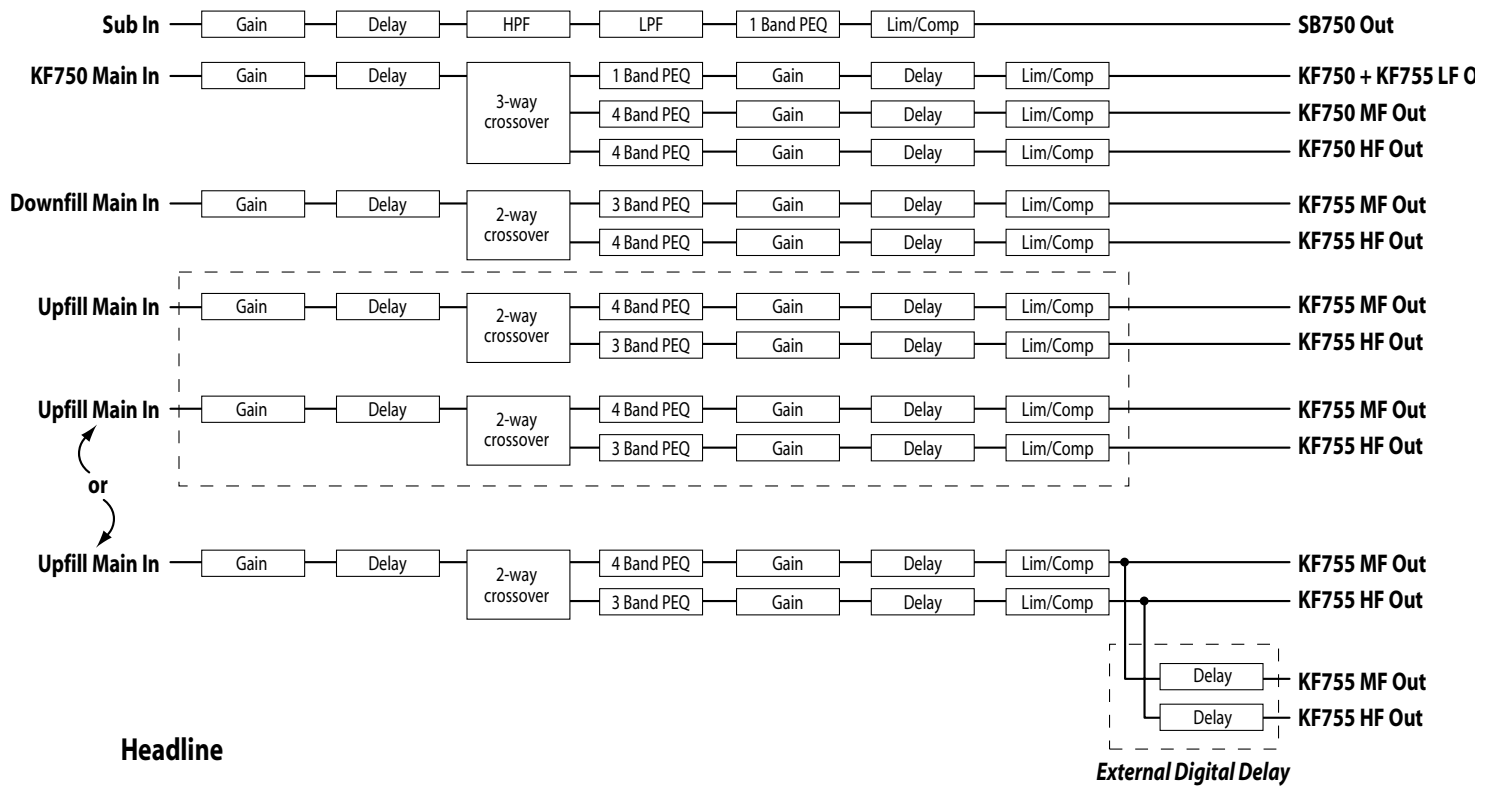 Sub In Gain Delay HPF LPF 1 Band PEQ Lim/Comp SB750 Out
KF750 Main In Gain Delay 3-way crossover 1 Band PEQ Gain Delay Lim/Comp KF750 + KF755 LF
4 Band PEQ Gain Delay Lim/Comp KF750 MF Out
4 Band PEQ Gain Delay Lim/Comp KF750 HF Out
Downfill Main In Gain Delay 2-way crossover 3 Band PEQ Gain Delay Lim/Comp KF755 MF Out
4 Band PEQ Gain Delay Lim/Comp KF755 HF Out
Upfill Main In Gain Delay 2-way crossover 4 Band PEQ Gain Delay Lim/Comp KF755 MF Out
3 Band PEQ Gain Delay Lim/Comp KF755 HF Out
Upfill Main In Gain Delay 2-way crossover 4 Band PEQ Gain Delay Lim/Comp KF755 MF Out
3 Band PEQ Gain Delay Lim/Comp KF755 HF Out
or
Upfill Main In Gain Delay 2-way crossover 4 Band PEQ Gain Delay Lim/Comp KF755 MF Out
3 Band PEQ Gain Delay Lim/Comp KF755 HF Out
Delay KF755 MF Out
Delay KF755 HF Out
Headline
External Digital Delay